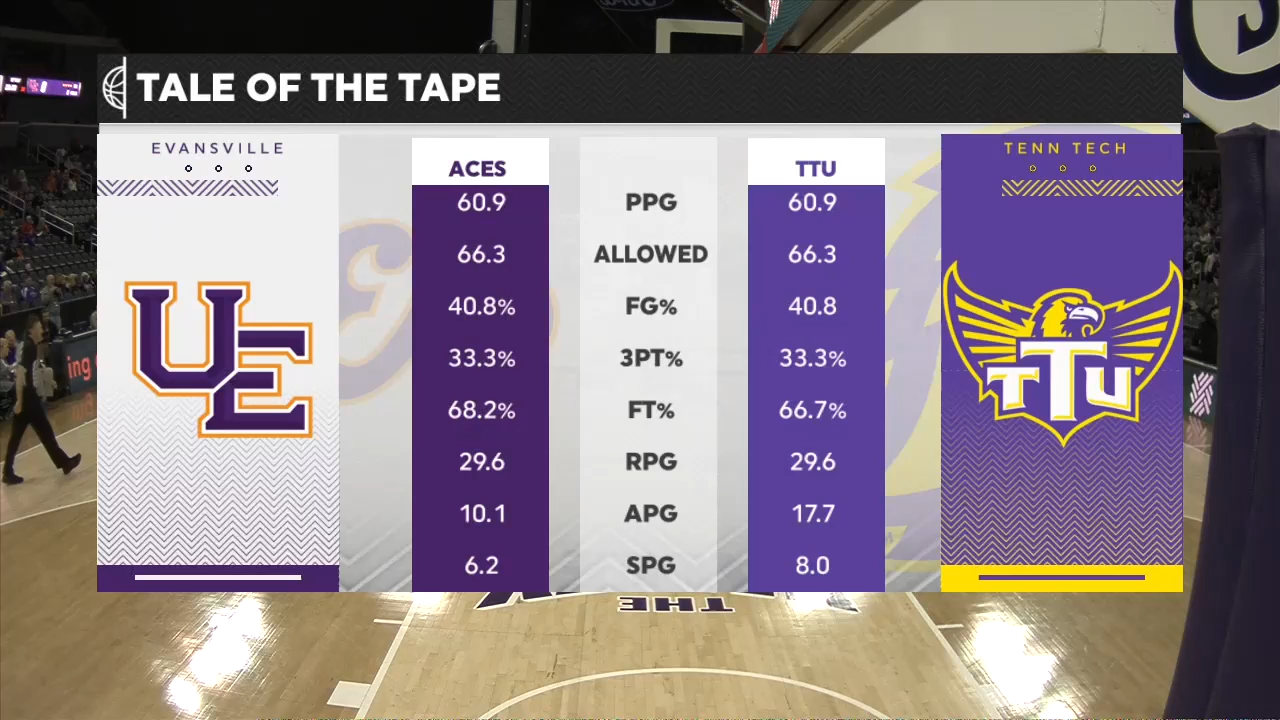 TALE OF THE TAPE
EVANSVILLE
TENN TECH
ACES TTU
60.9 PPG 60.9
66.3 ALLOWED 66.3
40.8% FG% 40.8
33.3% 3PT% 33.3%
68.2% FT% 66.7%
29.6 RPG 29.6
10.1 APG 17.7
6.2 SPG 8.0
UE
TTU
ing
THE